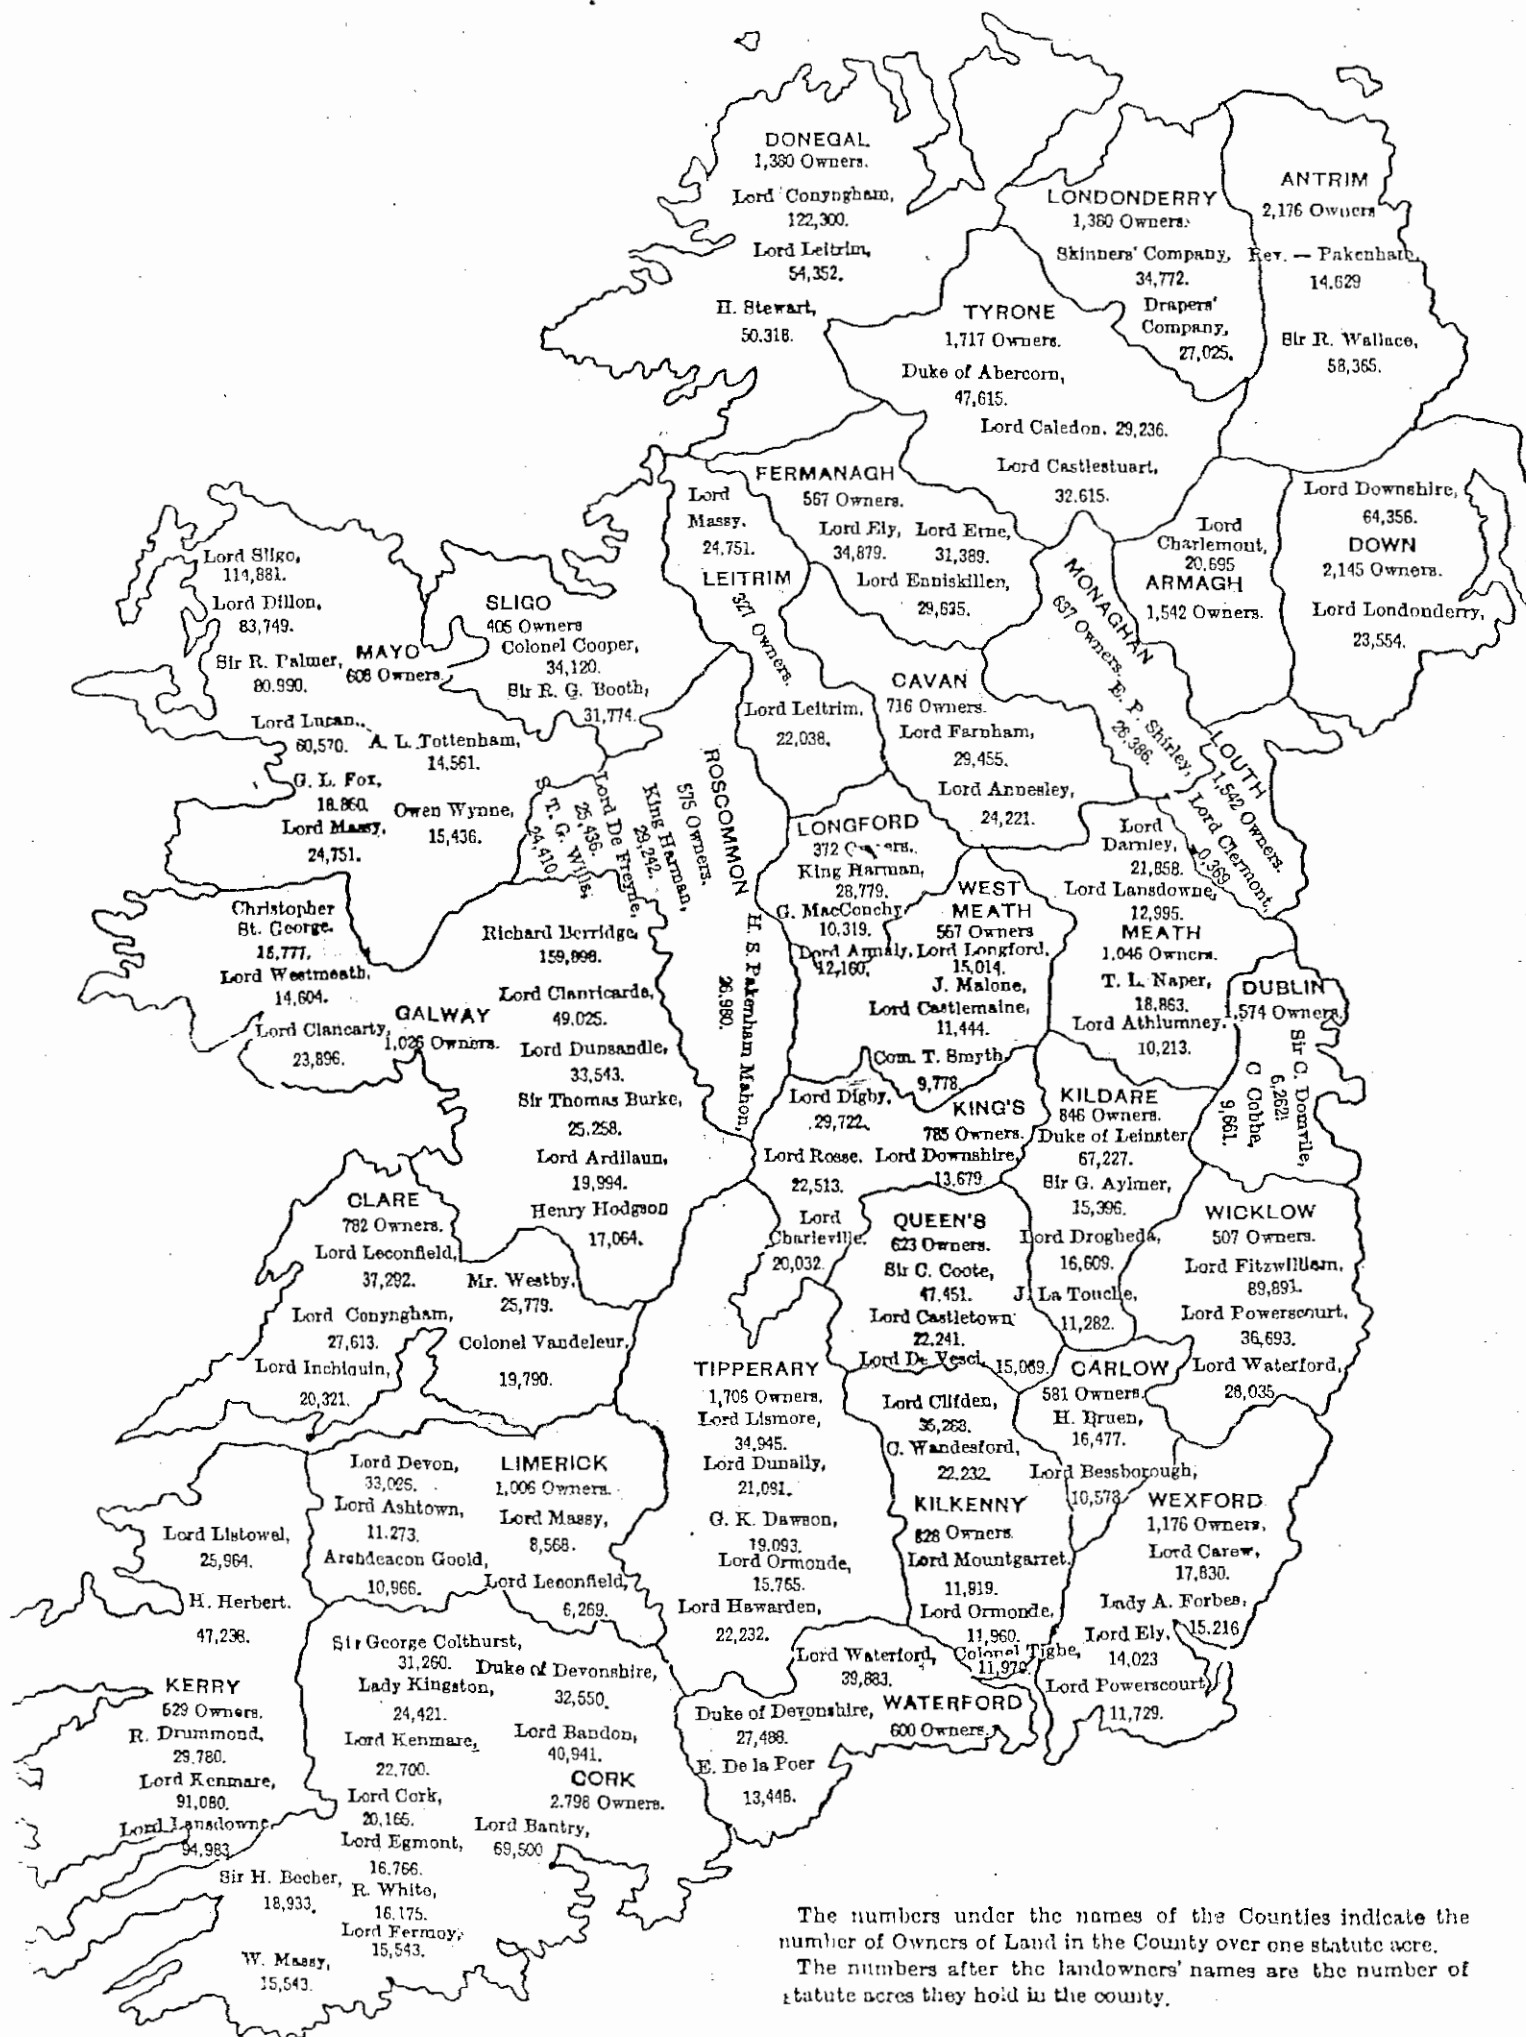 DONEGAL
1,380 Owners.
Lord Conyngham,
122,300.
Lord Leitrim,
54,352.
H. Stewart,
50.318.
LONDONDERRY
1,380 Owners.
Skinners' Company,
34,772.
Drapers'
Company,
27,025.
ANTRIM
2,176 Owners
Rev. — Pakenham,
14.629
Sir R. Wallace,
58,365.
TYRONE
1,717 Owners.
Duke of Abercorn,
47,615.
Lord Caledon. 29,236.
Lord Castlestuart,
32.615.
FERMANAGH
567 Owners.
Lord Ely,
34,879.
Lord Erne,
31,389.
Lord Enniskillen,
29,635.
Lord
Massy.
24,751.
LEITRIM
327 Owners.
Lord Leitrim,
22,038.
MONAGHAN
637 Owners.
E. P. Shirley,
26,386.
Lord
Charlemont,
20,695
ARMAGH
1,542 Owners.
Lord Downshire,
64,356.
DOWN
2,145 Owners.
Lord Londonderry,
23,554.
Lord Sligo,
114,881.
Lord Dillon,
83,749.
Sir R. Palmer,
80.990.
MAYO
608 Owners.
Lord Lucan.,
60,570.
A. L. Tottenham,
14,561.
G. L. Fox,
18.860.
Owen Wynne,
15,436.
Lord Massy,
24,751.
SLIGO
405 Owners
Colonel Cooper,
34,120.
Sir R. G. Booth,
31,774.
ROSCOMMON
575 Owners.
King Harman,
29,242.
Lord De Freyne,
25,436.
S. T. G. Wills,
24,410.
H. S. Pakenham Mahon,
26,980.
CAVAN
716 Owners.
Lord Farnham,
29,455.
Lord Annesley,
24,221.
LOUTH
1,542 Owners.
Lord Clermont,
LONGFORD
372
King Harman,
28,779.
G. MacConchy
10,319.
Lord Annaly,
12,160.
WEST
MEATH
567 Owners
Lord Longford,
15,014.
J. Malone,
Lord Castlemaine,
11,444.
Com. T. Smyth,
9,778.
Lord
Darnley,
21,858.
Lord Lansdowne,
12,995.
MEATH
1,046 Owners.
T. L. Naper,
18,863.
Lord Athlumney.
10,213.
DUBLIN
1,574 Owners.
Sir C. Domvile,
6,262.
C Cobbe,
9,661.
Christopher
St. George.
15,777.
Lord Westmeath,
14,604.
Lord Clancarty,
23,896.
GALWAY
1,026 Owners.
Richard Berridge,
159,898.
Lord Clanricarde,
49,025.
Lord Dunsandle,
33,543.
Sir Thomas Burke,
25,258.
Lord Ardilaun,
19,994.
Henry Hodgson
17,064.
Lord Digby,
29,722.
KING'S
785 Owners.
Lord Rosse.
22,513.
Lord Downshire,
13,679
Lord
Charleville.
20,032.
KILDARE
846 Owners.
Duke of Leinster
67,227.
Sir G. Aylmer,
15,396.
Lord Drogheda,
16,609.
J. La Touche,
11,282.
WICKLOW
507 Owners.
Lord Fitzwilliam,
89,891.
Lord Powerscourt,
36,693.
Lord Waterford,
26,035
QUEEN'S
623 Owners.
Sir C. Coote,
47,451.
Lord Castletown
22.241.
Lord De Vesci, 15,069.
CLARE
782 Owners.
Lord Leconfield,
37,292.
Mr. Westby,
25,779.
Lord Conyngham,
27,613.
Colonel Vandeleur,
19,790.
Lord Inchiquin,
20,321.
TIPPERARY
1,706 Owners.
Lord Lismore,
34,945.
Lord Dunally,
21,081.
G. K. Dawson,
19.093.
Lord Ormonde,
15.765.
Lord Hawarden,
22,232.
CARLOW
581 Owners.
H. Bruen,
16,477.
Lord Bessborough,
10,578
Lord Clifden,
35,288.
C. Wandesford,
22,232
KILKENNY
828 Owners
Lord Mountgarret.
11,919.
Lord Ormonde,
11,960.
Colonel Tighe,
11,970.
WEXFORD
1,176 Owners,
Lord Carew,
17,830.
Lady A. Forbes,
15,216
Lord Ely,
14,023
Lord Powerscourt,
11,729.
LIMERICK
1,006 Owners.
Lord Devon,
33,025.
Lord Ashtown,
11.273.
Lord Massy,
8,568.
Archdeacon Goold,
10,966.
Lord Leconfield,
6,269.
Lord Listowel,
25,964.
H. Herbert.
47,238.
KERRY
529 Owners.
R. Drummond,
29.780.
Lord Kenmare,
91,080.
Lord Lansdowne,
94,983
Sir George Colthurst,
31,260.
Duke of Devonshire,
32,550.
Lady Kingston,
24,421.
Lord Bandon,
40,941.
Lord Kenmare,
22,700.
CORK
2.798 Owners.
Lord Cork,
20,165.
Lord Bantry,
69,500
Lord Egmont,
16.766.
Sir H. Becher,
18,933.
R. White,
16,175.
Lord Fermoy,
15,543.
W. Massy,
15,543.
Lord Waterford,
39,883.
Duke of Devonshire,
27,488.
WATERFORD
600 Owners.
E. De la Poer
13,448.
The numbers under the names of the Counties indicate the
number of Owners of Land in the County over one statute acre.
The numbers after the landowners' names are the number of
statute acres they hold in the county.